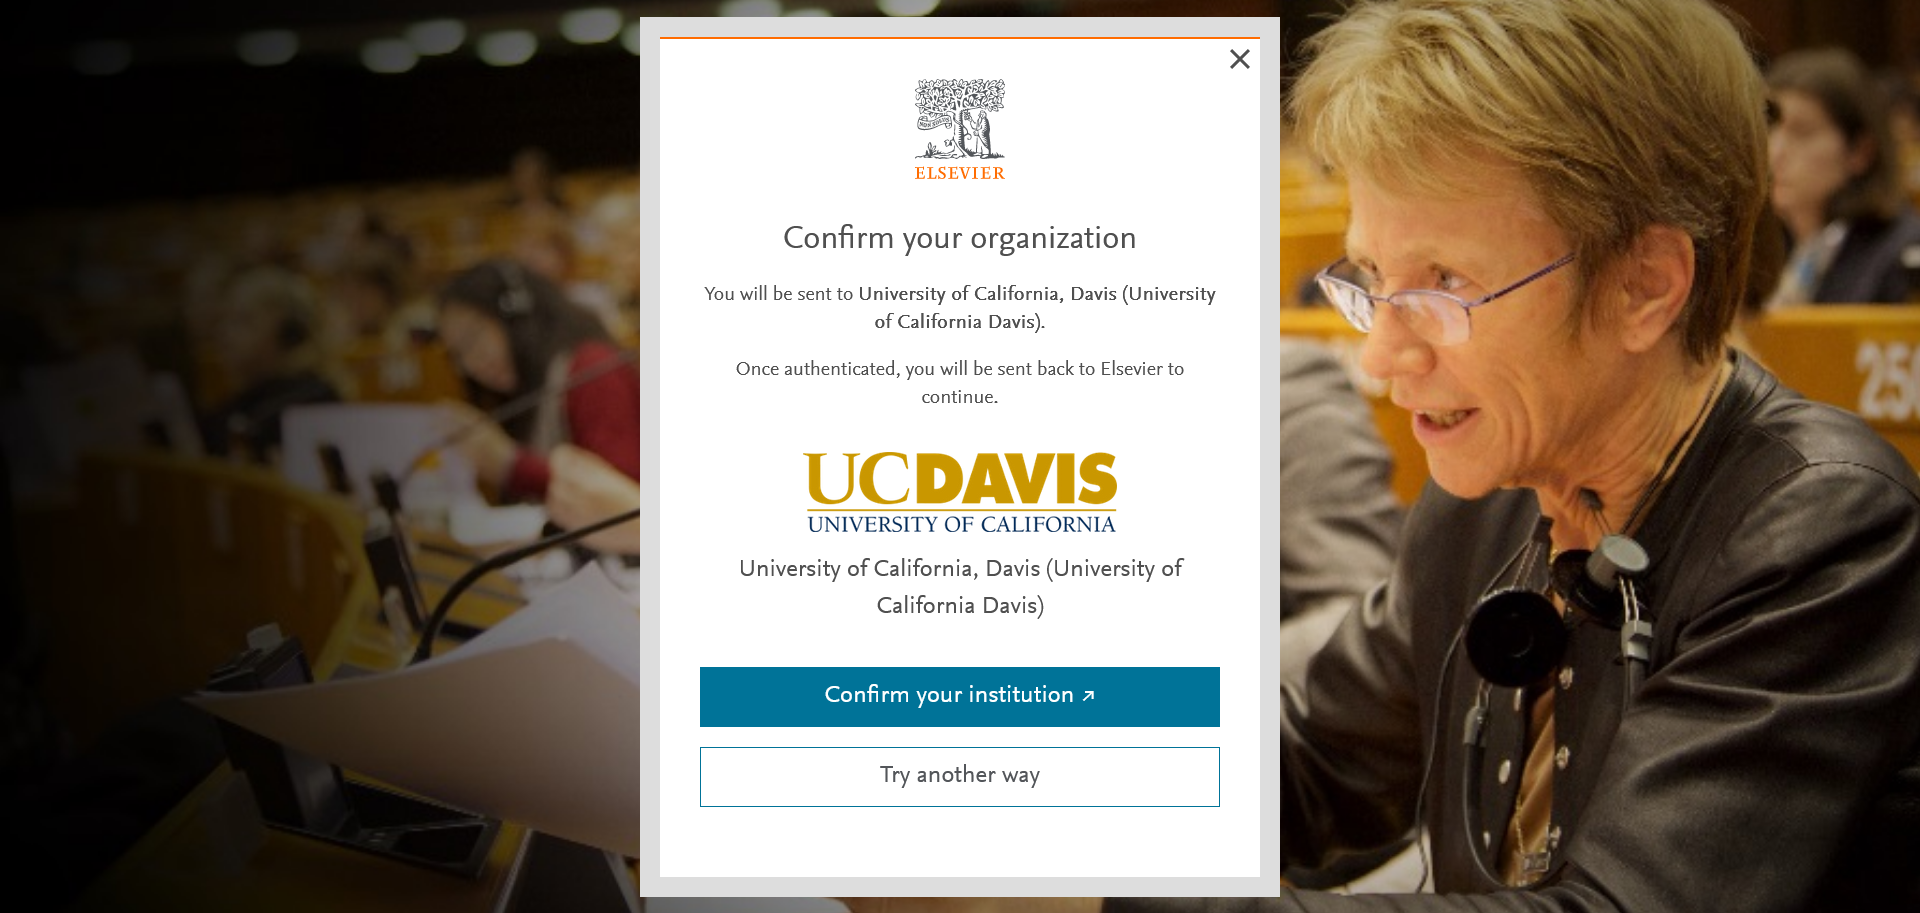 ELSEVIER
Confirm your organization
You will be sent to University of California, Davis (University
of California Davis).
Once authenticated, you will be sent back to Elsevier to
continue.
UCDAVIS
UNIVERSITY OF CALIFORNIA
University of California, Davis (University of
California Davis)
Confirm your institution ↗
Try another way